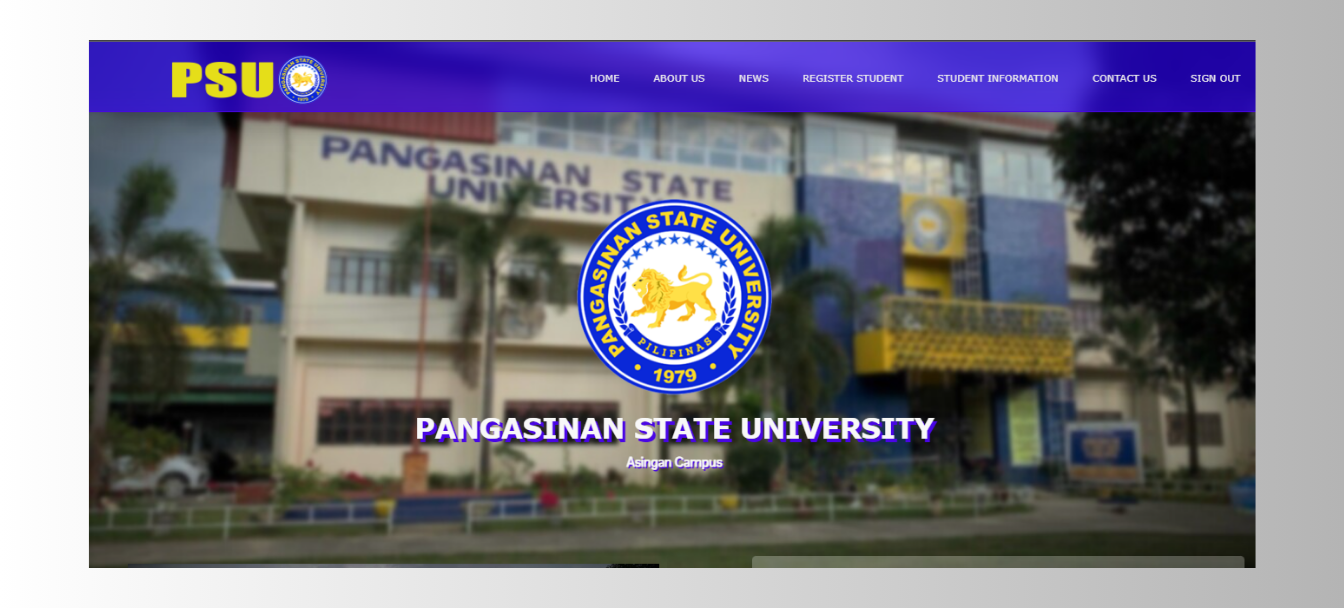 PSU
HOME
ABOUT US
NEWS
REGISTER STUDENT
STUDENT INFORMATION
CONTACT US
SIGN OUT
PANGASINAN STATE
UNIVERSITY
PANGASINAN STATE UNIVERSITY
PILIPINAS
1979
PANGASINAN STATE UNIVERSITY
Asingan Campus